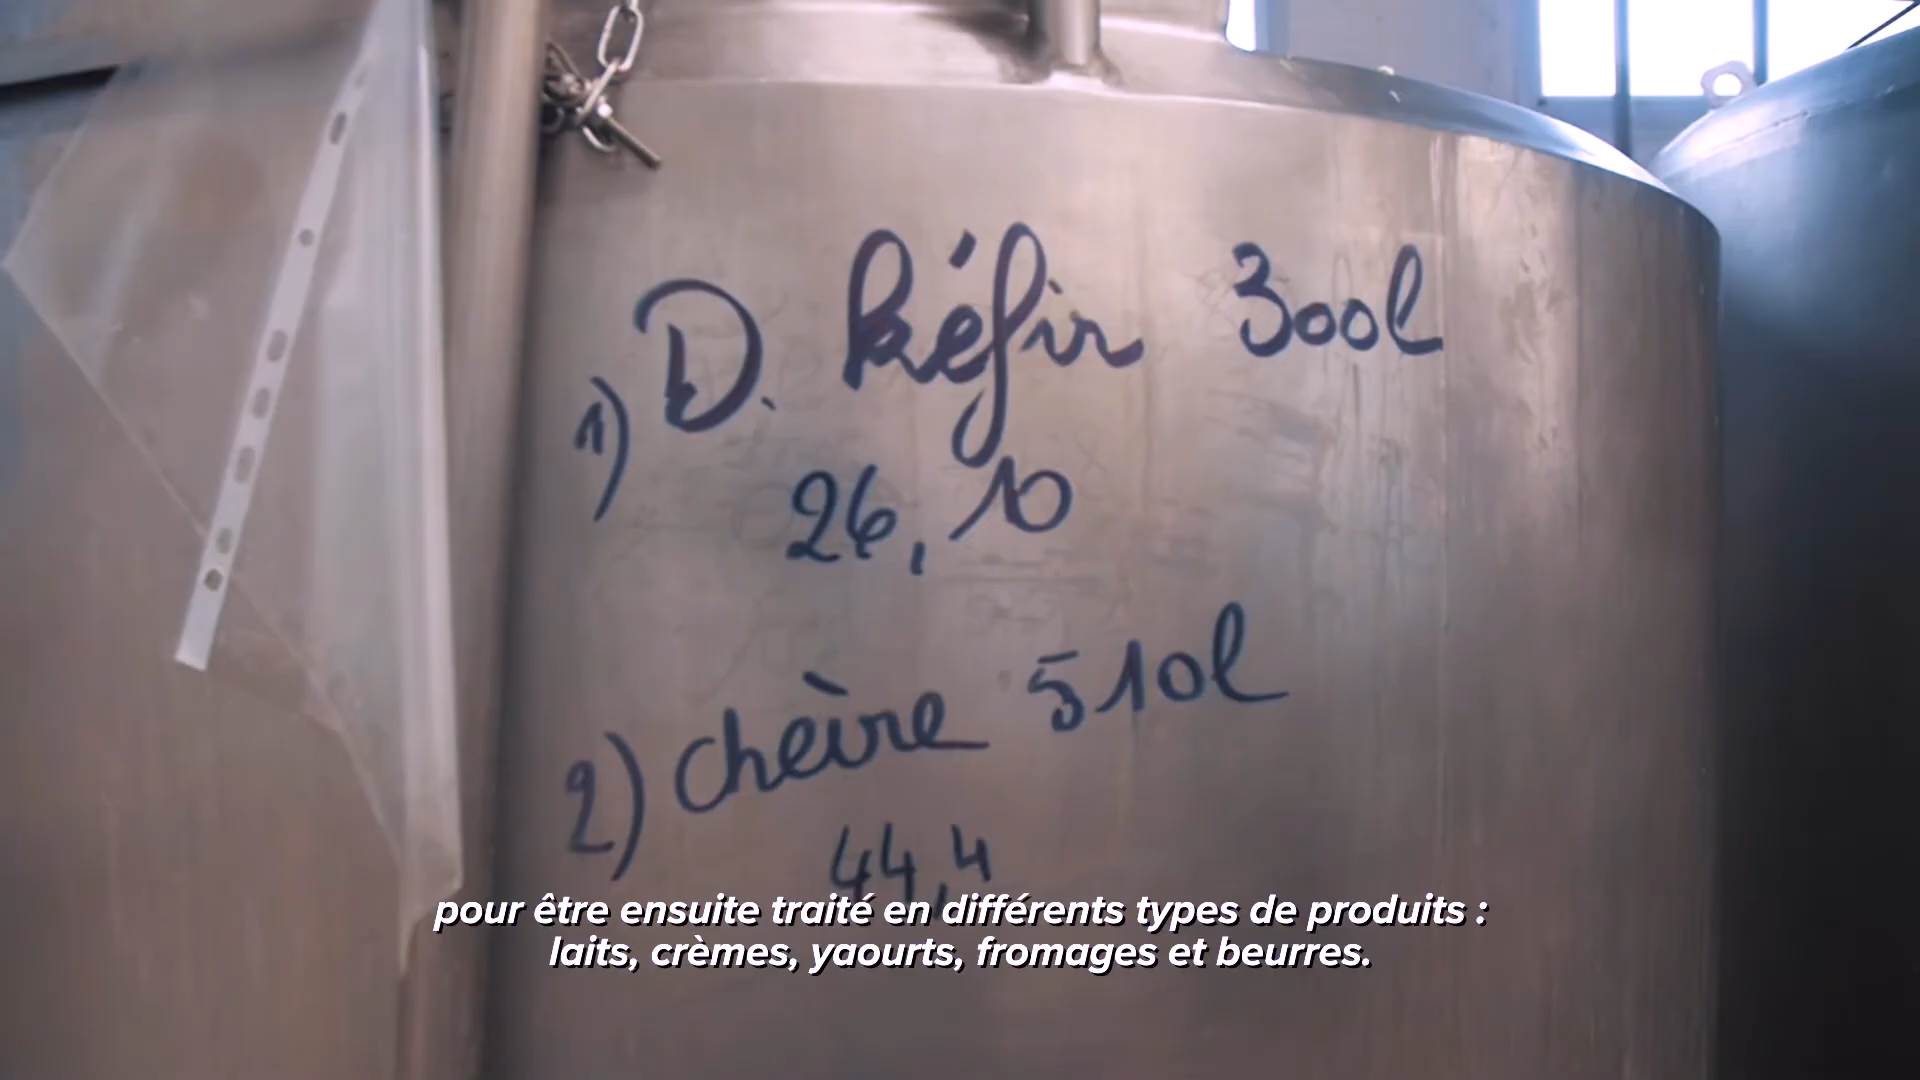 1) D. kéfir 300l
26,10
2) chèvre 510l
44,4
pour être ensuite traité en différents types de produits :
laits, crèmes, yaourts, fromages et beurres.